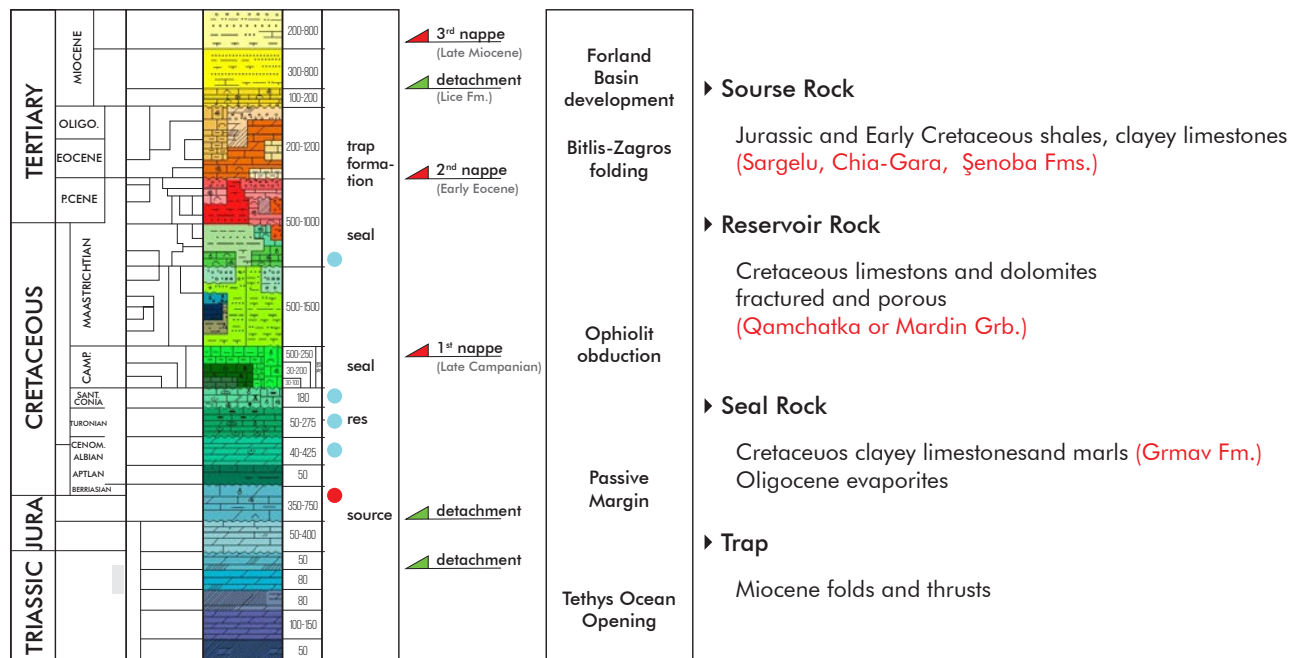 TERTIARY
CRETACEOUS
JURA
TRIASSIC
MIOCENE
OLIGO.
EOCENE
P.CENE
MAASTRICHTIAN
CAMP.
SANT.
CONIA
TURONIAN
CENOM.
ALBIAN
APTLAN
BERRIASIAN
200-800
300-800
100-200
200-1200
500-1000
500-1500
500-250
30-200
30-100
180
50-275
40-425
50
350-750
50-400
50
80
80
100-150
50
trap
forma-
tion
seal
seal
res
source
3rd nappe
(Late Miocene)
detachment
(Lice Fm.)
2nd nappe
(Early Eocene)
1st nappe
(Late Campanian)
detachment
detachment
Forland
Basin
development
Bitlis-Zagros
folding
Ophiolit
obduction
Passive
Margin
Tethys Ocean
Opening
Sourse Rock
Jurassic and Early Cretaceous shales, clayey limestones
(Sargelu, Chia-Gara, Şenoba Fms.)
Reservoir Rock
Cretaceous limestons and dolomites
fractured and porous
(Qamchatka or Mardin Grb.)
Seal Rock
Cretaceuos clayey limestonesand marls (Grmav Fm.)
Oligocene evaporites
Trap
Miocene folds and thrusts